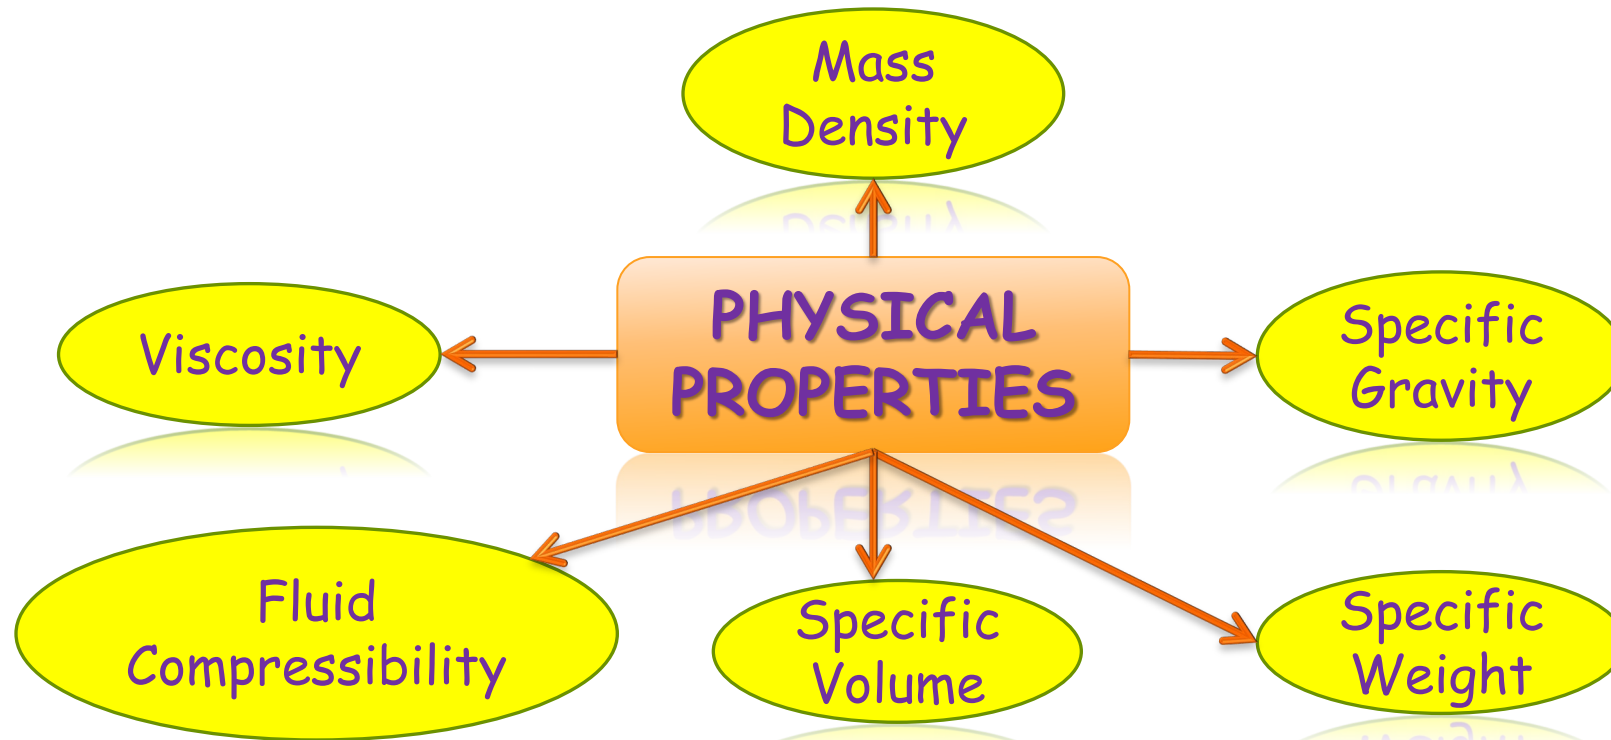 Mass
Density
PHYSICAL
PROPERTIES
Viscosity
Specific
Gravity
Fluid
Compressibility
Specific
Volume
Specific
Weight